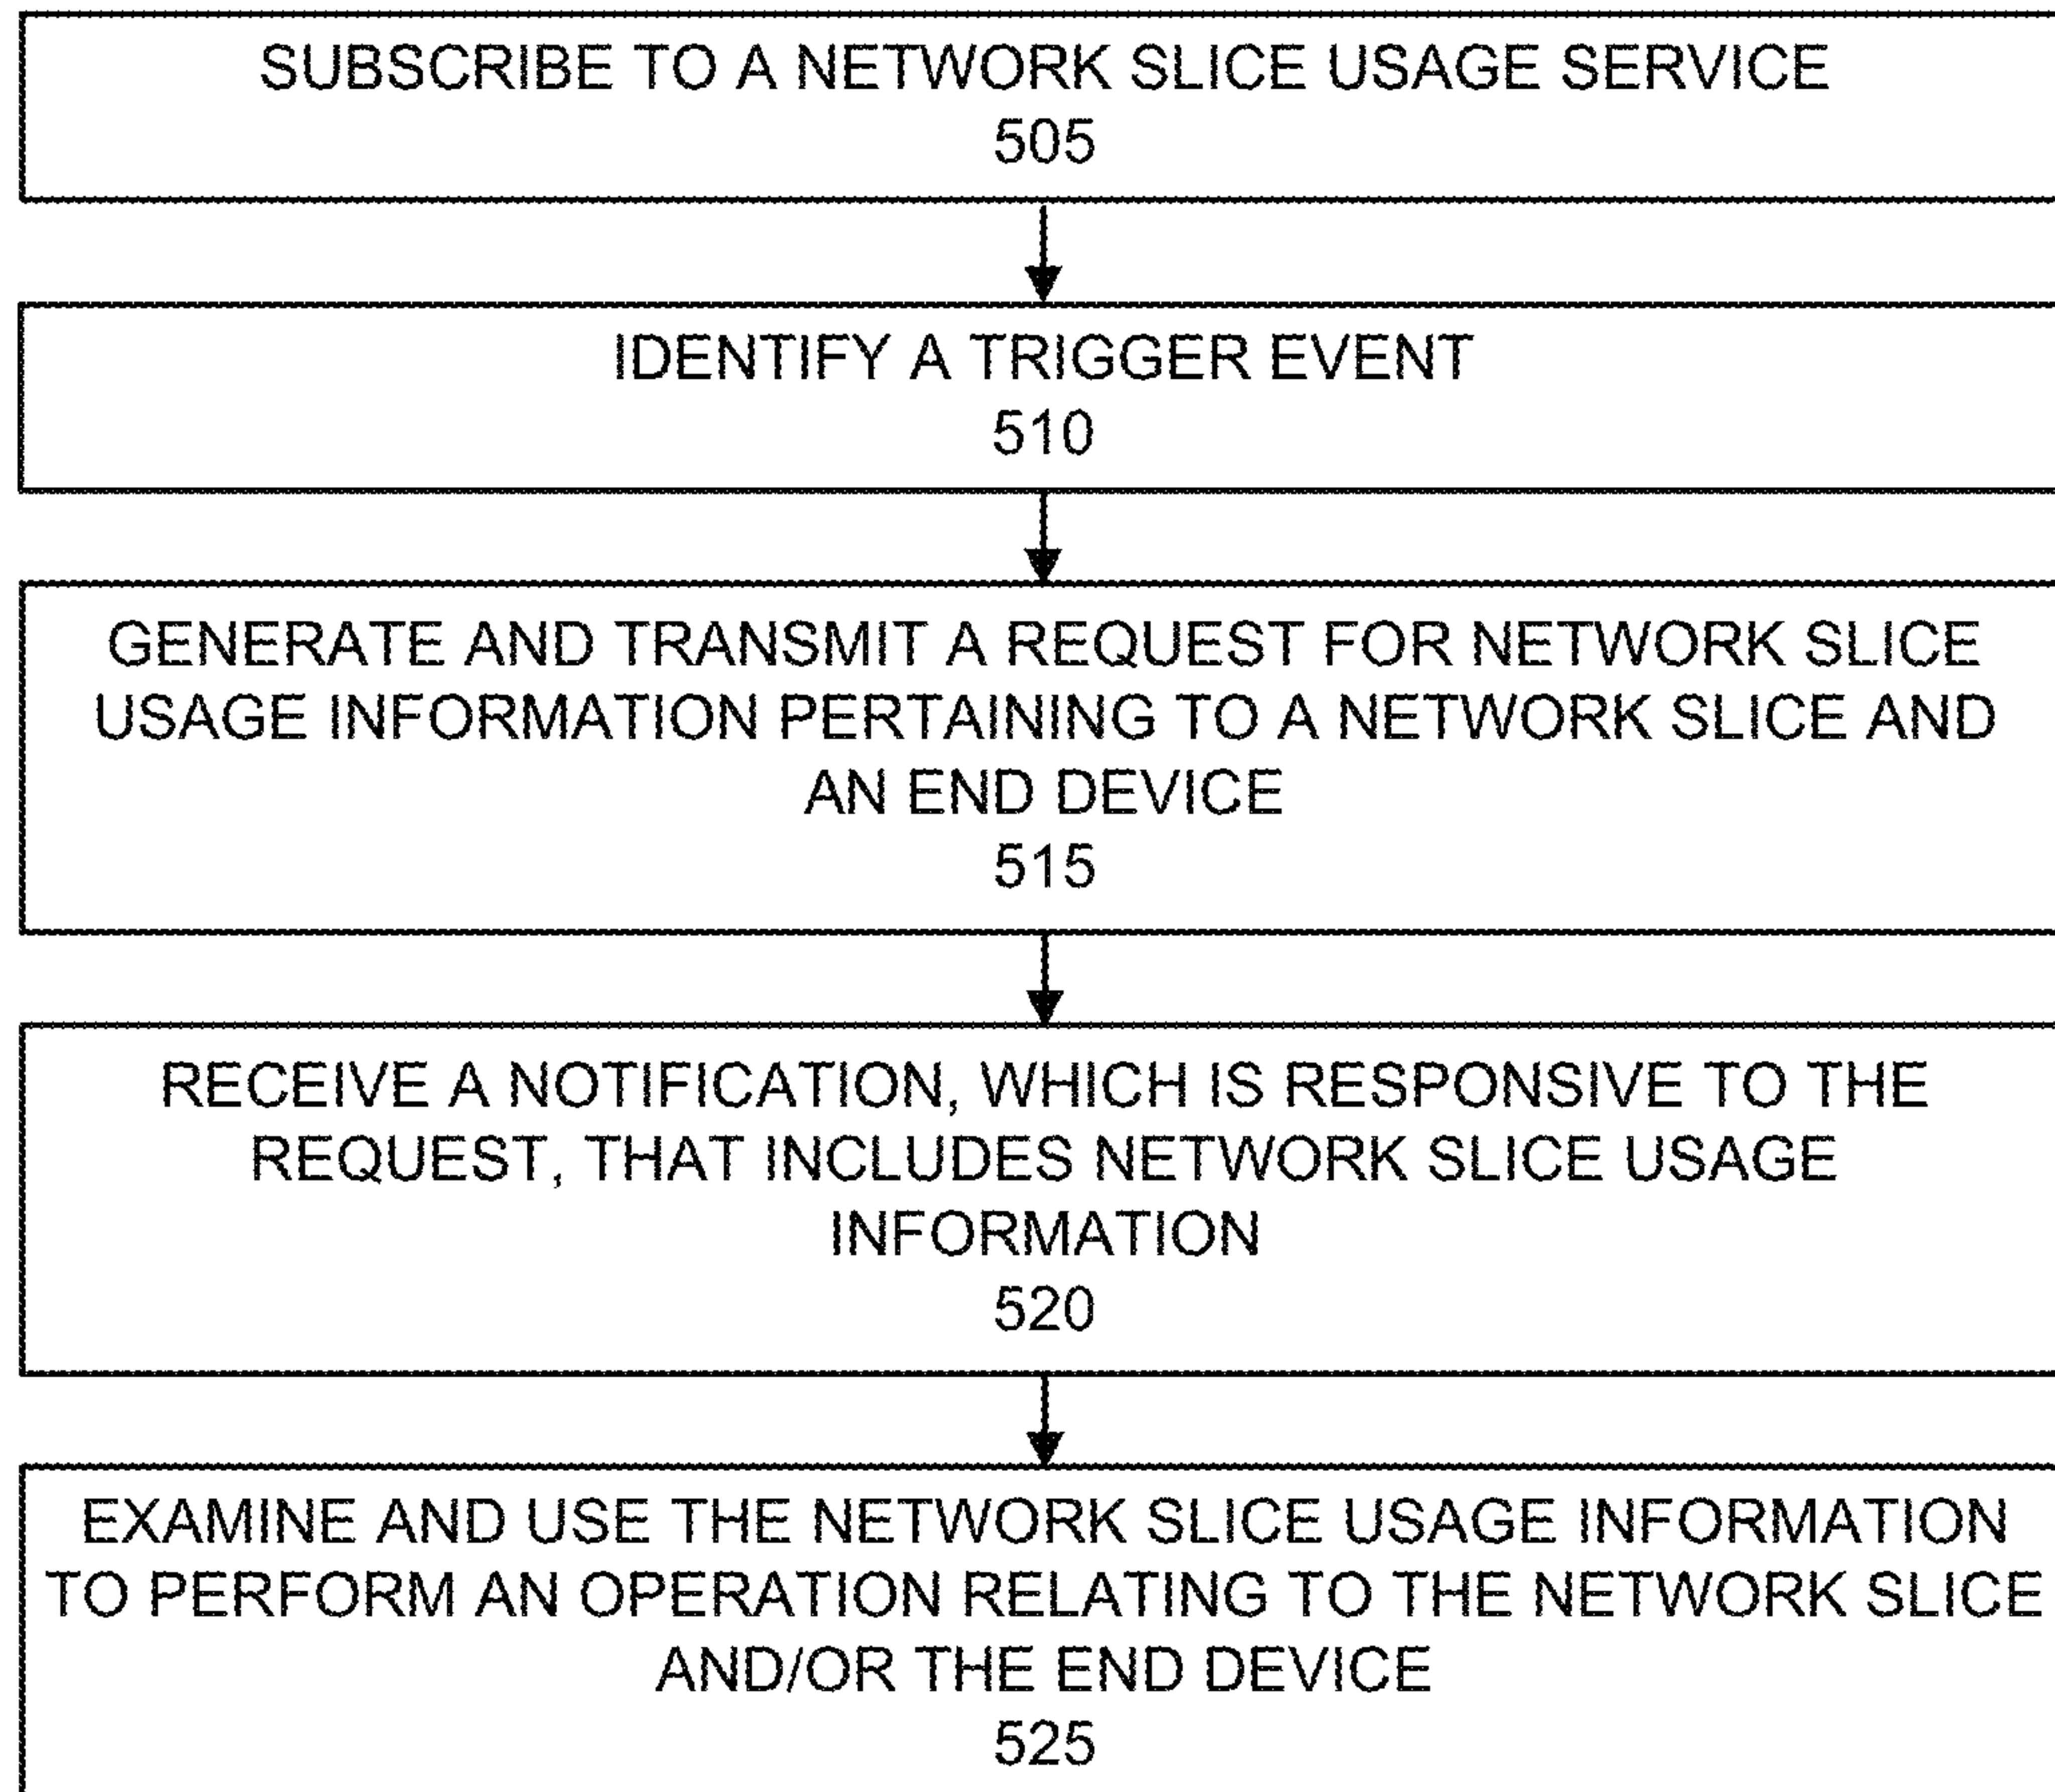 SUBSCRIBE TO A NETWORK SLICE USAGE SERVICE
505
IDENTIFY A TRIGGER EVENT
510
GENERATE AND TRANSMIT A REQUEST FOR NETWORK SLICE
USAGE INFORMATION PERTAINING TO A NETWORK SLICE AND
AN END DEVICE
515
RECEIVE A NOTIFICATION, WHICH IS RESPONSIVE TO THE
REQUEST, THAT INCLUDES NETWORK SLICE USAGE
INFORMATION
520
EXAMINE AND USE THE NETWORK SLICE USAGE INFORMATION
TO PERFORM AN OPERATION RELATING TO THE NETWORK SLICE
AND/OR THE END DEVICE
525